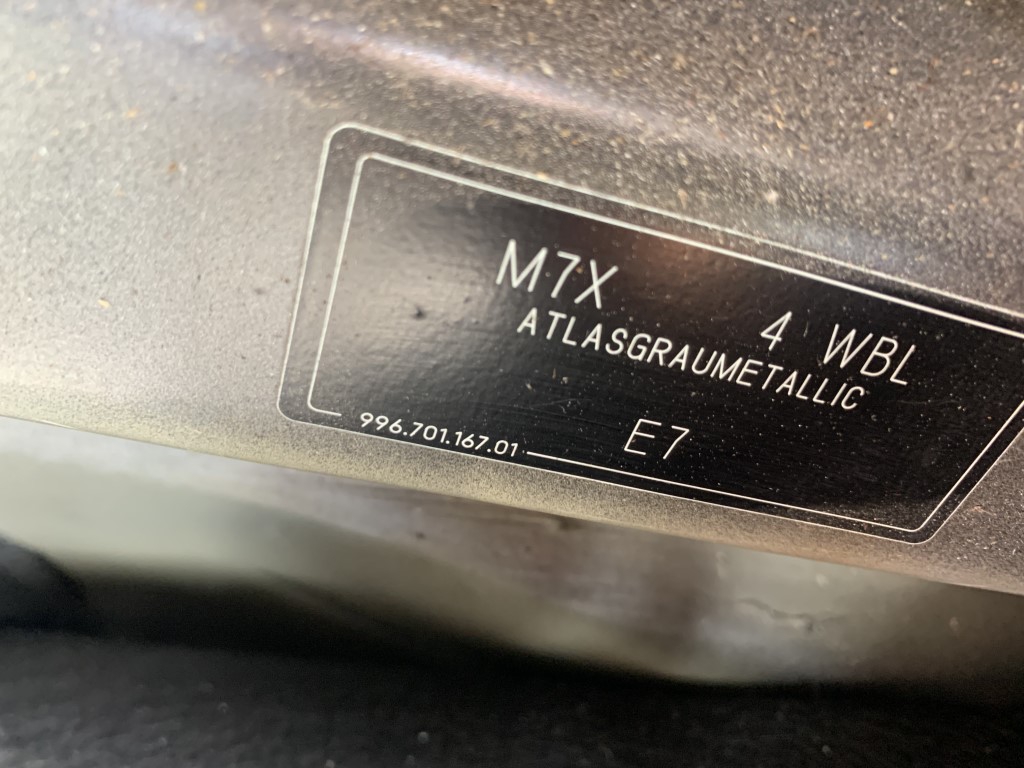 M7X 4 WBL
ATLASGRAUMETALLIC
E7
996.701.167.01